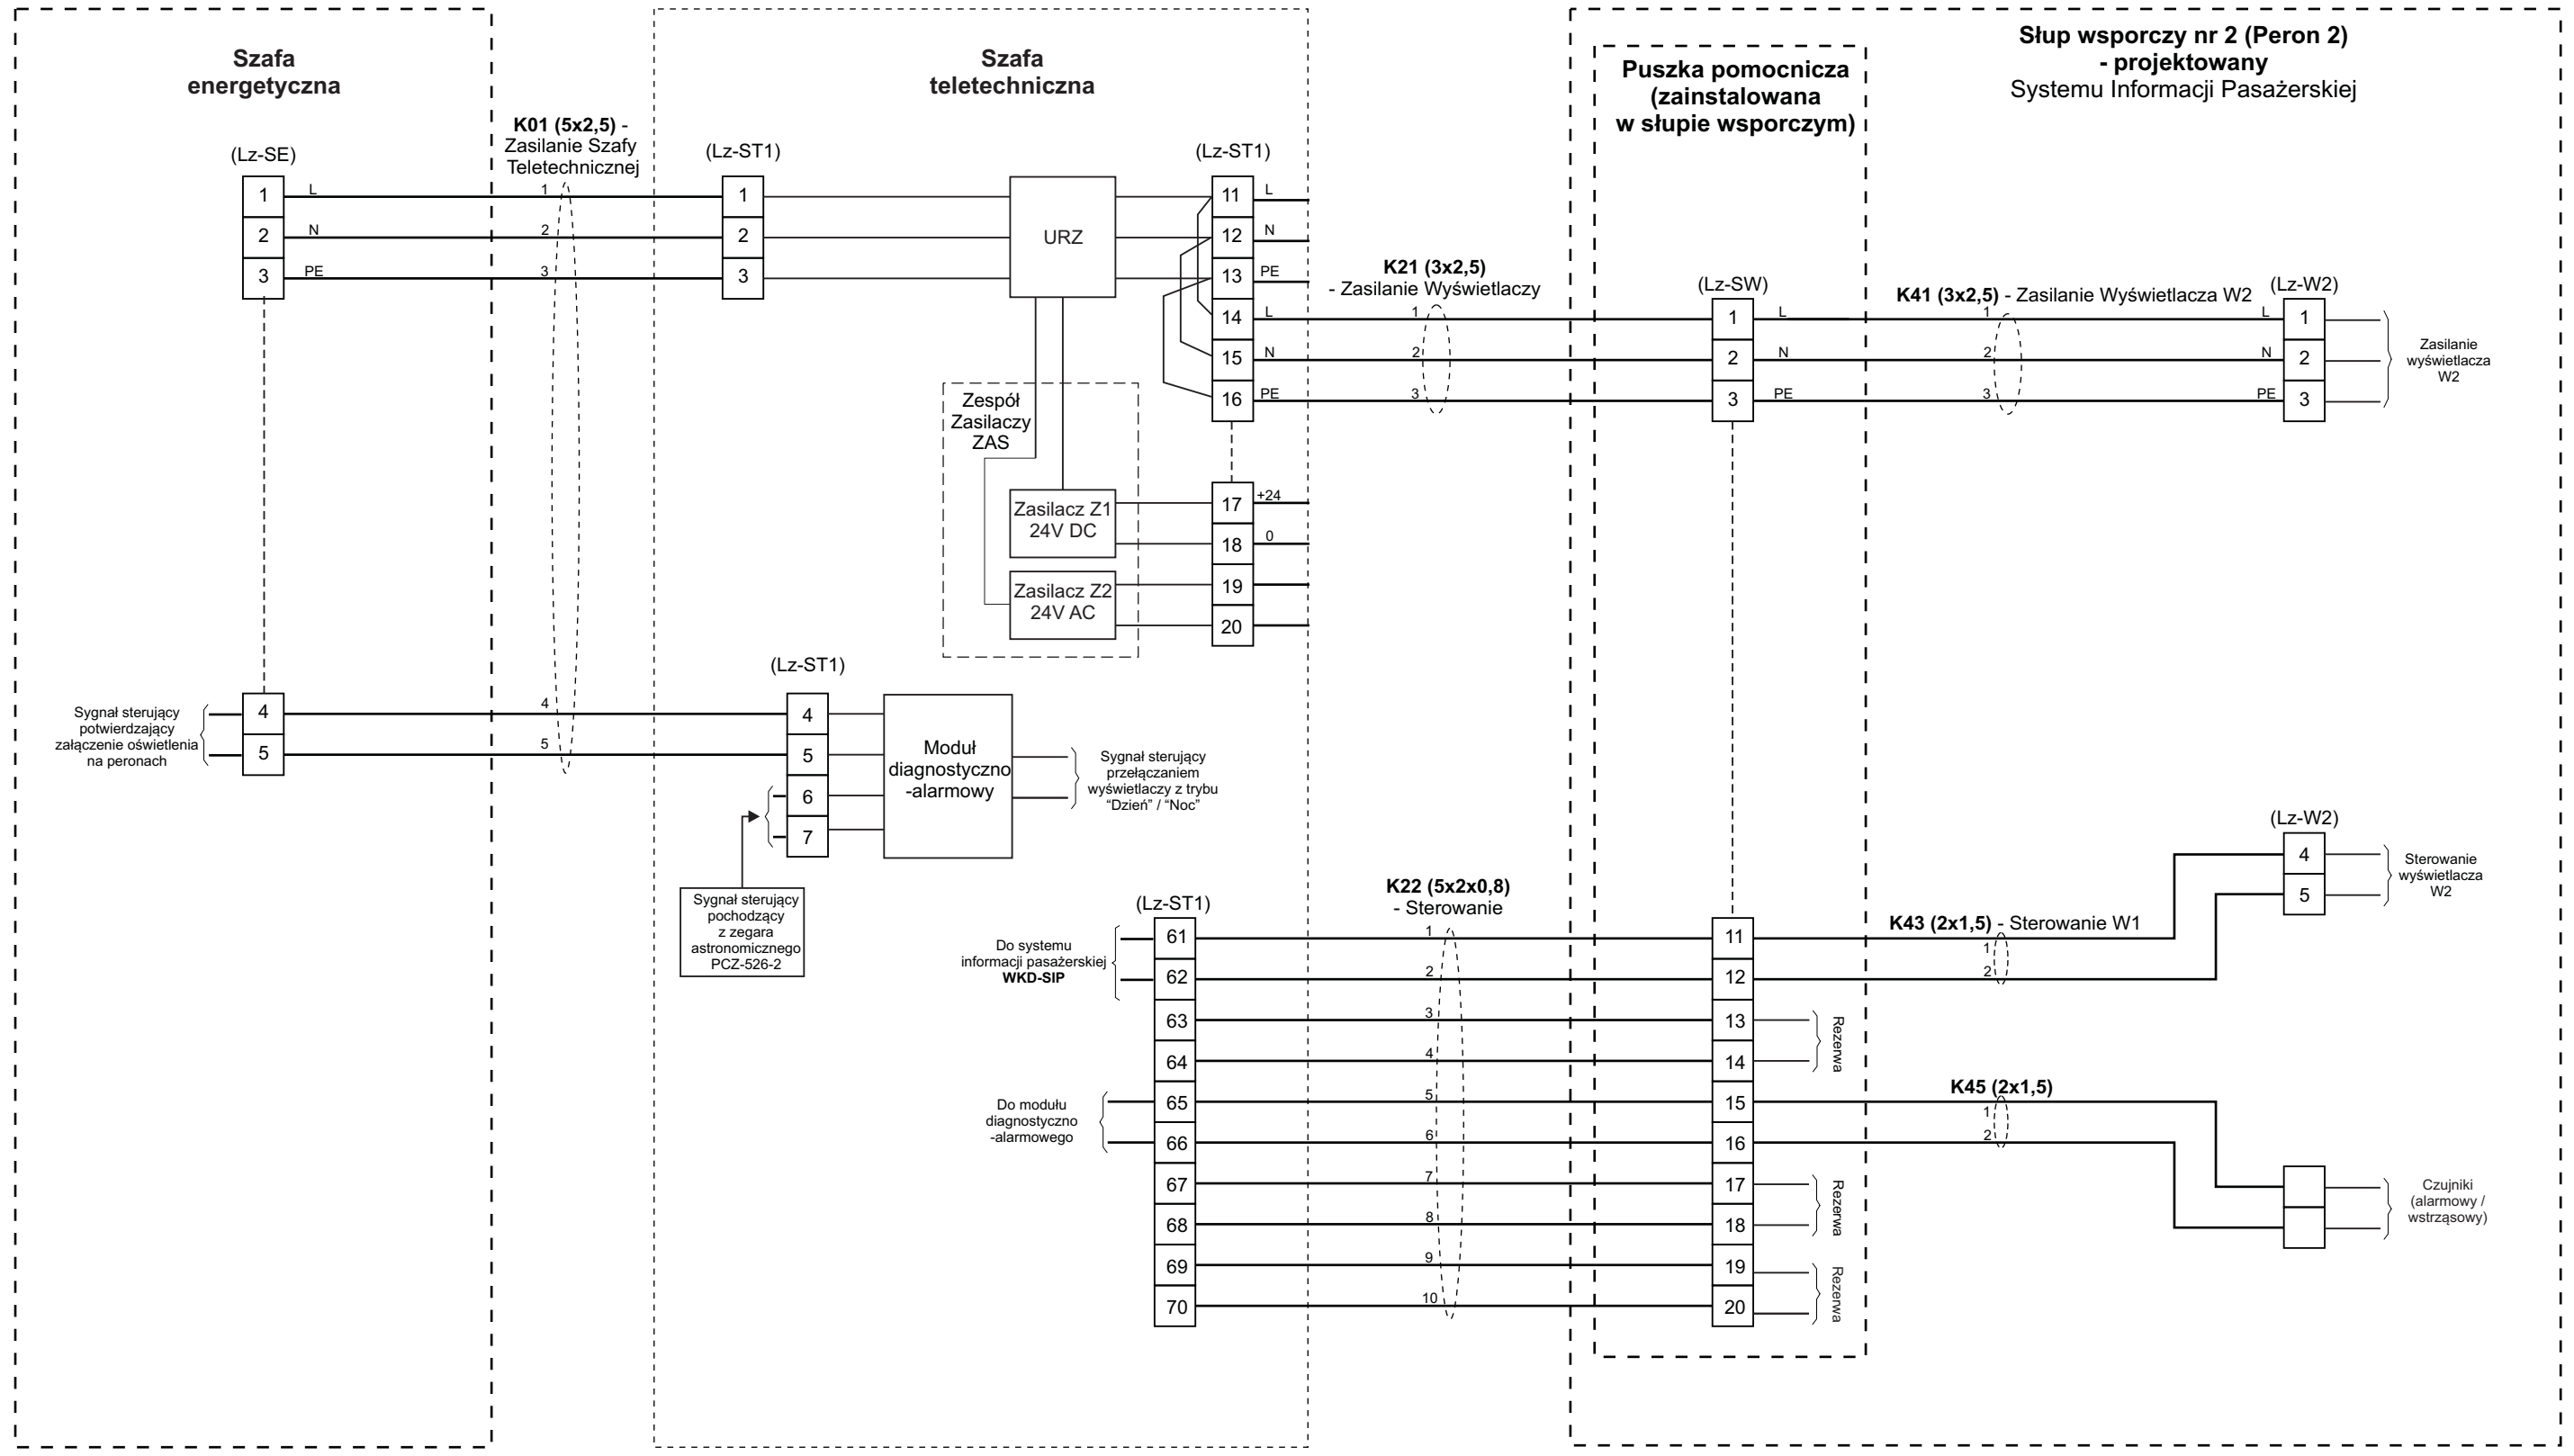 Szafa
energetyczna
(Lz-SE)
1
2
3
L
N
PE
K01 (5x2,5) -
Zasilanie Szafy
Teletechnicznej
1
2
3
Sygnał sterujący
potwierdzający
załączenie oświetlenia
na peronach
4
5
4
5
Szafa
teletechniczna
(Lz-ST1)
1
2
3
URZ
(Lz-ST1)
11
12
13
14
15
16
L
N
PE
L
N
PE
Zespół
Zasilaczy
ZAS
Zasilacz Z1
24V DC
Zasilacz Z2
24V AC
17
18
19
20
+24
0
(Lz-ST1)
4
5
6
7
Moduł
diagnostyczno
-alarmowy
Sygnał sterujący
przełączaniem
wyświetlaczy z trybu
“Dzień” / “Noc”
Sygnał sterujący
pochodzący
z zegara
astronomicznego
PCZ-526-2
(Lz-ST1)
Do systemu
informacji pasażerskiej
WKD-SIP
Do modułu
diagnostyczno
-alarmowego
61
62
63
64
65
66
67
68
69
70
K21 (3x2,5)
- Zasilanie Wyświetlaczy
1
2
3
K22 (5x2x0,8)
- Sterowanie
1
2
3
4
5
6
7
8
9
10
Słup wsporczy nr 2 (Peron 2)
- projektowany
Systemu Informacji Pasażerskiej
Puszka pomocnicza
(zainstalowana
w słupie wsporczym)
(Lz-SW)
1
2
3
L
N
PE
11
12
13
14
15
16
17
18
19
20
Rezerwa
Rezerwa
Rezerwa
K41 (3x2,5) - Zasilanie Wyświetlacza W2
1
2
3
L
N
PE
(Lz-W2)
1
2
3
Zasilanie
wyświetlacza
W2
K43 (2x1,5) - Sterowanie W1
1
2
(Lz-W2)
4
5
Sterowanie
wyświetlacza
W2
K45 (2x1,5)
1
2
Czujniki
(alarmowy /
wstrząsowy)